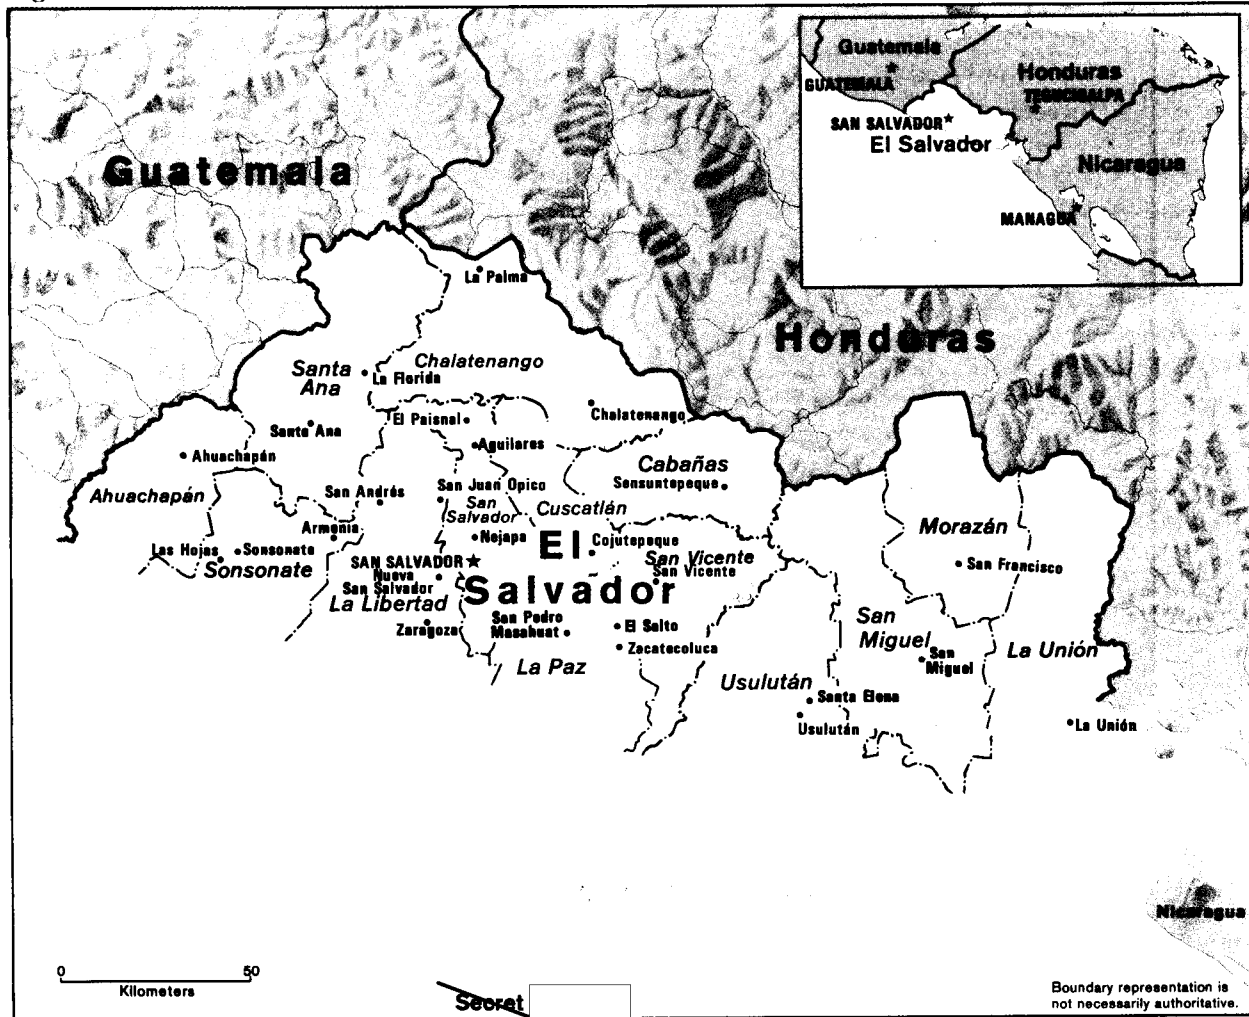 Guatemala
GUATEMALA
Honduras
TEGUCIGALPA
SAN SALVADOR
El Salvador
Nicaragua
MANAGUA
Guatemala
Honduras
La Palma
Santa
Ana
Chalatenango
La Florida
Chalatenango
El Paisnal
Santa Ana
Aguilares
Ahuachapán
Cabañas
Sensuntepeque
Ahuachapán
San Andrés
San Juan Opico
San
Salvador
Cuscatlán
Armenia
Nejapa
El
Salvador
Cojutepeque
Morazán
Las Hojas
Sonsonate
Sonsonate
SAN SALVADOR
Nueva
San Salvador
San Vicente
San Vicente
San Francisco
La Libertad
Zaragoza
San Pedro
Masahuat
El Salto
Zacatecoluca
San
Miguel
San
Miguel
La Unión
La Paz
Usulután
Santa Elena
Usulután
La Unión
Nicaragua
0 50
Kilometers
Secret
Boundary representation is
not necessarily authoritative.